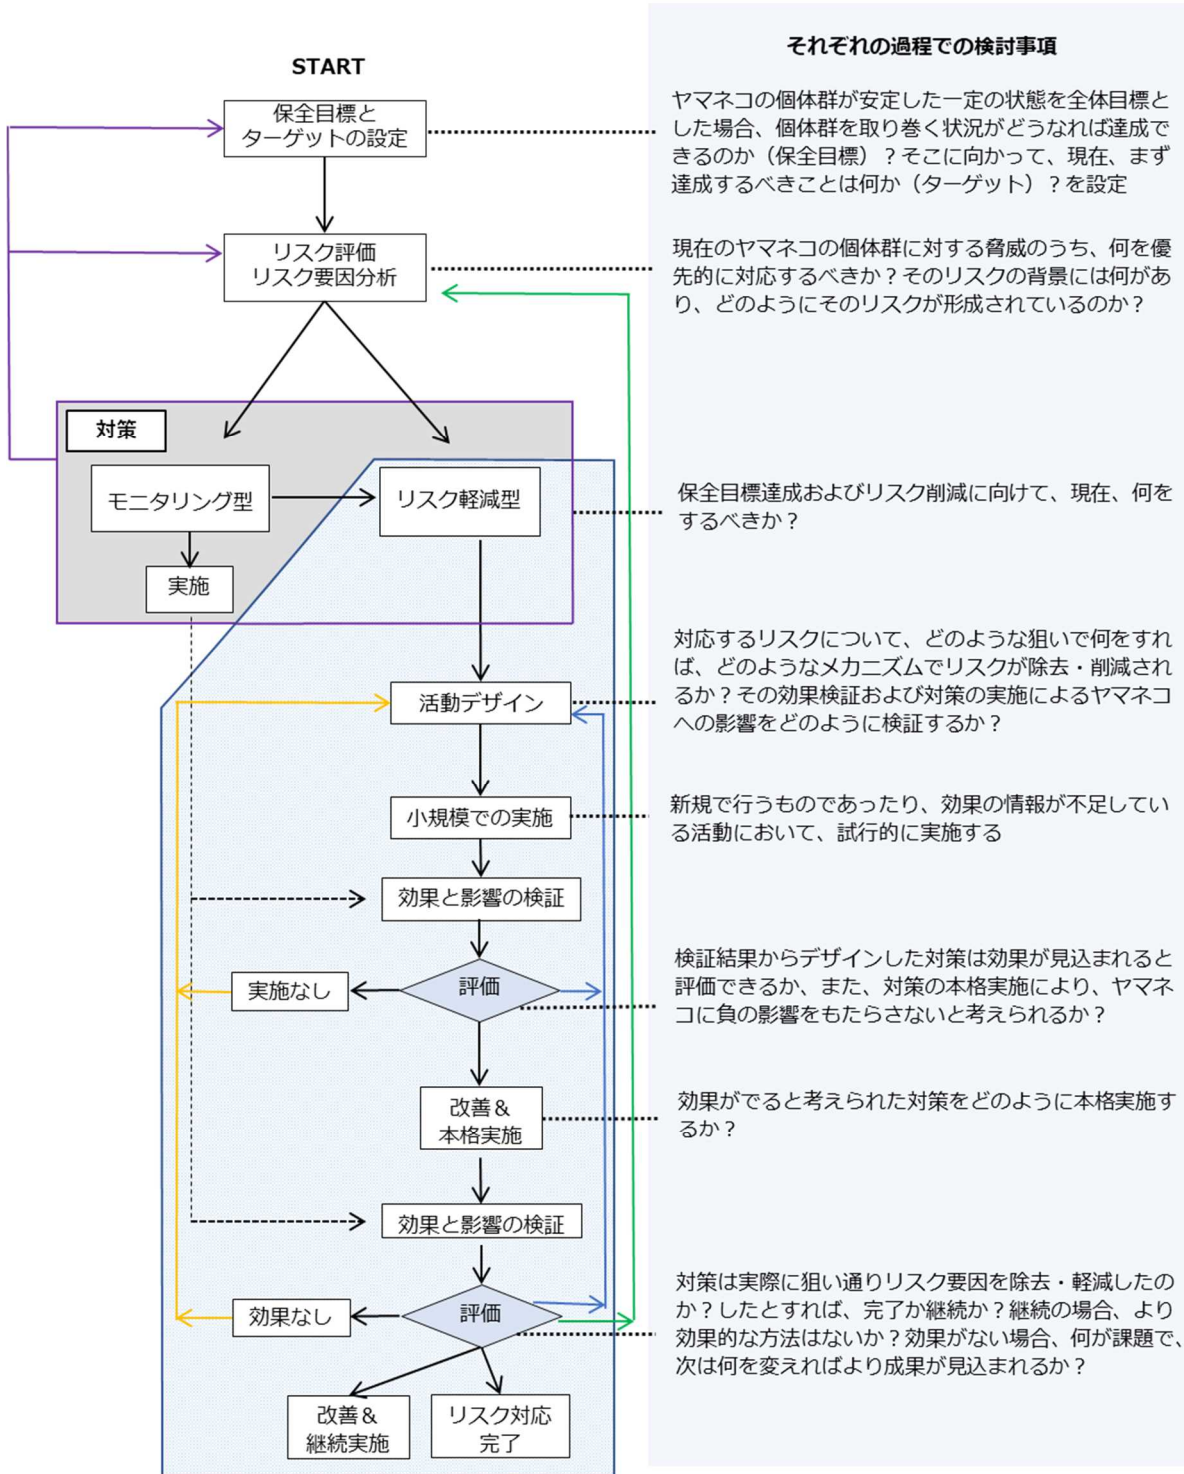 START
保全目標と
ターゲットの設定
リスク評価
リスク要因分析
対策
モニタリング型
リスク軽減型
実施
活動デザイン
小規模での実施
効果と影響の検証
実施なし
評価
改善＆
本格実施
効果と影響の検証
効果なし
評価
改善＆
継続実施
リスク対応
完了
それぞれの過程での検討事項
ヤマネコの個体群が安定した一定の状態を全体目標と
した場合、個体群を取り巻く状況がどうなれば達成で
きるのか（保全目標）？そこに向かって、現在、まず
達成するべきことは何か（ターゲット）？を設定
現在のヤマネコの個体群に対する脅威のうち、何を優
先的に対応するべきか？そのリスクの背景には何があ
り、どのようにそのリスクが形成されているのか？
保全目標達成およびリスク削減に向けて、現在、何を
するべきか？
対応するリスクについて、どのような狙いで何をすれ
ば、どのようなメカニズムでリスクが除去・削減され
るか？その効果検証および対策の実施によるヤマネコ
への影響をどのように検証するか？
新規で行うものであったり、効果の情報が不足してい
る活動において、試行的に実施する
検証結果からデザインした対策は効果が見込まれると
評価できるか、また、対策の本格実施により、ヤマネ
コに負の影響をもたらさないと考えられるか？
効果がでると考えられた対策をどのように本格実施す
るか？
対策は実際に狙い通りリスク要因を除去・軽減したの
か？したとすれば、完了か継続か？継続の場合、より
効果的な方法はないか？効果がない場合、何が課題で、
次は何を変えればより成果が見込まれるか？